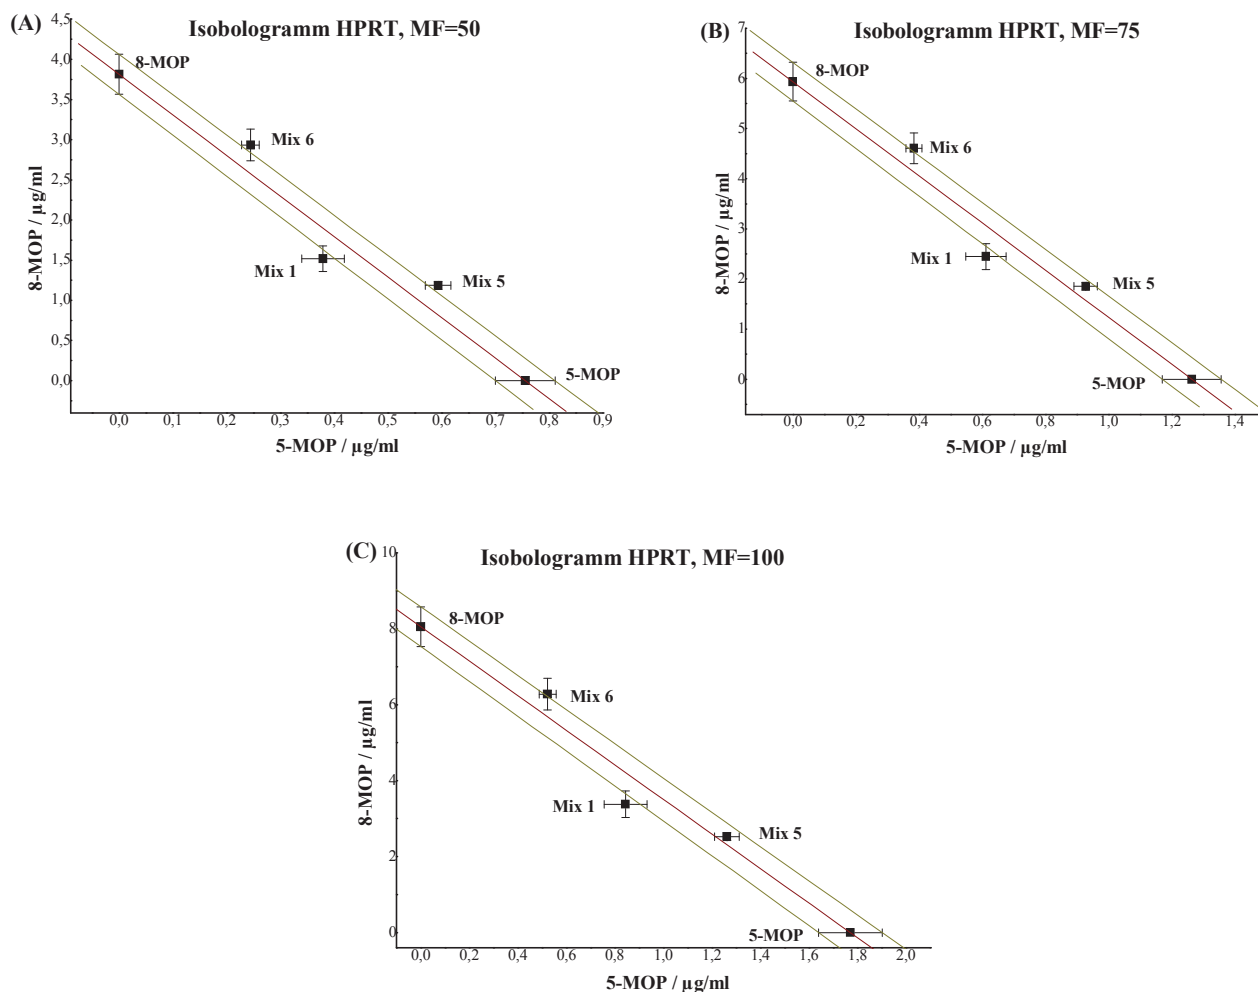 (A)
Isobologramm HPRT, MF=50
4,5
4,0
3,5
3,0
2,5
2,0
1,5
1,0
0,5
0,0
8-MOP / µg/ml
8-MOP
Mix 6
Mix 1
Mix 5
5-MOP
0,0 0,1 0,2 0,3 0,4 0,5 0,6 0,7 0,8 0,9
5-MOP / µg/ml
(B)
Isobologramm HPRT, MF=75
7
6
5
4
3
2
1
0
8-MOP / µg/ml
8-MOP
Mix 6
Mix 1
Mix 5
5-MOP
0,0 0,2 0,4 0,6 0,8 1,0 1,2 1,4
5-MOP / µg/ml
(C)
Isobologramm HPRT, MF=100
10
8
6
4
2
0
8-MOP / µg/ml
8-MOP
Mix 6
Mix 1
Mix 5
5-MOP
0,0 0,2 0,4 0,6 0,8 1,0 1,2 1,4 1,6 1,8 2,0
5-MOP / µg/ml